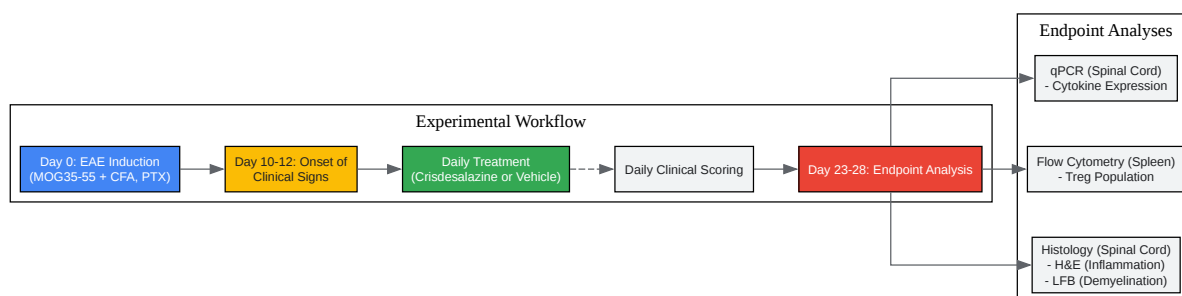 Endpoint Analyses
qPCR (Spinal Cord)
- Cytokine Expression
Experimental Workflow
Day 0: EAE Induction
(MOG35-55 + CFA, PTX)
Day 10-12: Onset of
Clinical Signs
Daily Treatment
(Crisdesalazine or Vehicle)
Daily Clinical Scoring
Day 23-28: Endpoint Analysis
Flow Cytometry (Spleen)
- Treg Population
Histology (Spinal Cord)
- H&E (Inflammation)
- LFB (Demyelination)